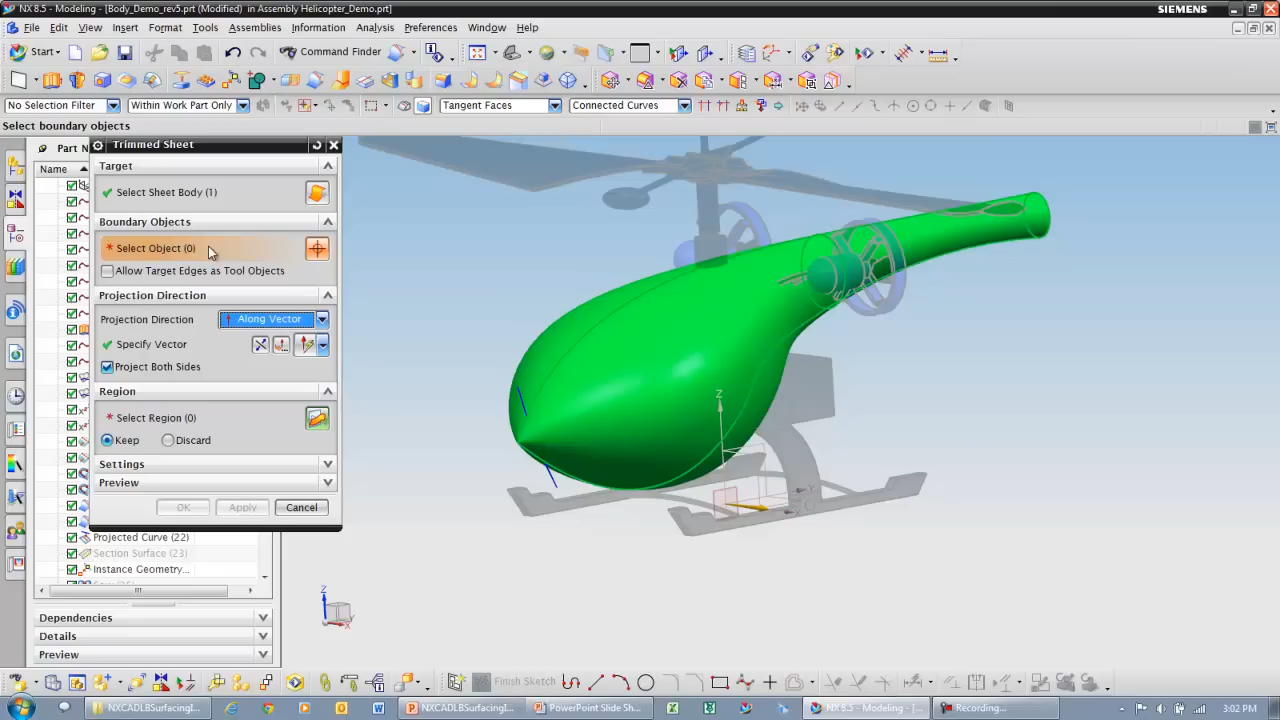 NX 8.5 - Modeling - [Body_Demo_rev5.prt (Modified) in Assembly Helicopter_Demo.prt]
SIEMENS
File Edit View Insert Format Tools Assemblies Information Analysis Preferences Window Help
Start Command Finder
No Selection Filter Within Work Part Only Tangent Faces Connected Curves
Select boundary objects
Part N
Name
Trimmed Sheet
Target
Select Sheet Body (1)
Boundary Objects
* Select Object (0)
Allow Target Edges as Tool Objects
Projection Direction
Projection Direction Along Vector
Specify Vector
Project Both Sides
Region
* Select Region (0)
Keep Discard
Settings
Preview
OK Apply Cancel
Projected Curve (22)
Section Surface (23)
Instance Geometry...
Dependencies
Details
Preview
Z
Y
X
Z
Y
X
Finish Sketch
NXCADLBSurfacingI... NXCADLBSurfacingI... PowerPoint Slide Sh... NX 8.5 - Modeling - [... Recording... 3:02 PM